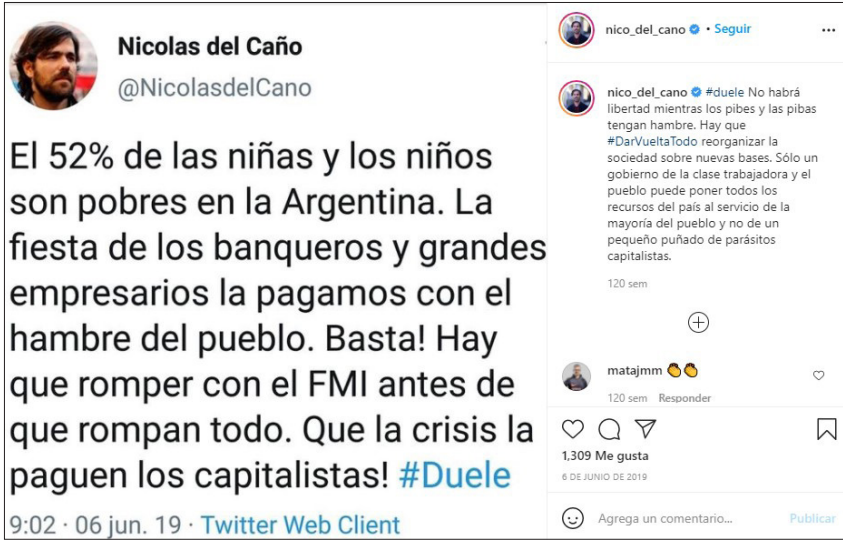 Nicolas del Caño
@NicolasdelCano
El 52% de las niñas y los niños
son pobres en la Argentina. La
fiesta de los banqueros y grandes
empresarios la pagamos con el
hambre del pueblo. Basta! Hay
que romper con el FMI antes de
que rompan todo. Que la crisis la
paguen los capitalistas! #Duele
9:02 · 06 jun. 19 · Twitter Web Client
nico_del_cano • Seguir
nico_del_cano #duele No habrá
libertad mientras los pibes y las pibas
tengan hambre. Hay que
#DarVueltaTodo reorganizar la
sociedad sobre nuevas bases. Sólo un
gobierno de la clase trabajadora y el
pueblo puede poner todos los
recursos del país al servicio de la
mayoría del pueblo y no de un
pequeño puñado de parásitos
capitalistas.
120 sem
matajmm 👏👏
120 sem Responder
1,309 Me gusta
6 DE JUNIO DE 2019
Agrega un comentario... Publicar